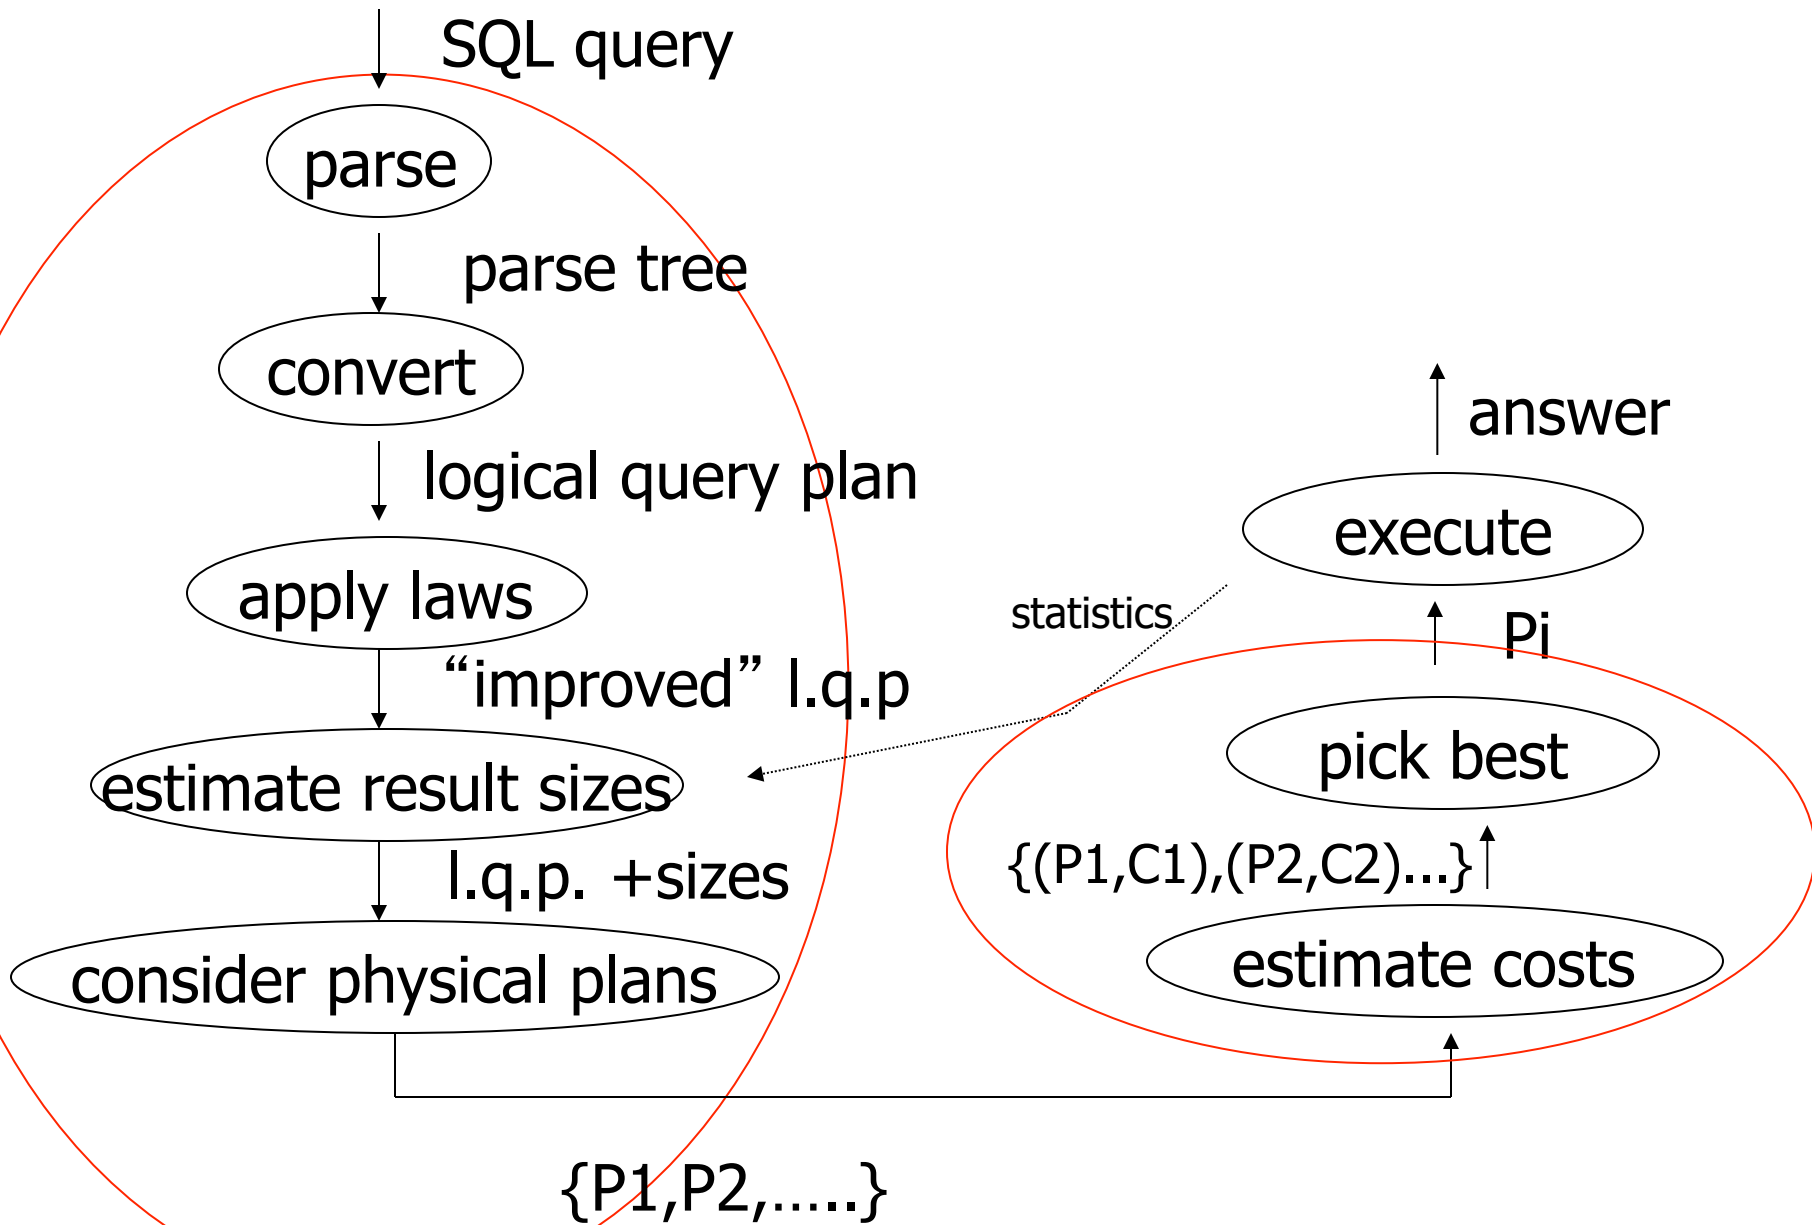 SQL query
parse
parse tree
convert
logical query plan
apply laws
“improved” l.q.p
estimate result sizes
l.q.p. +sizes
consider physical plans
{P1,P2,.....}
estimate costs
{(P1,C1),(P2,C2)...}
pick best
Pi
execute
statistics
answer